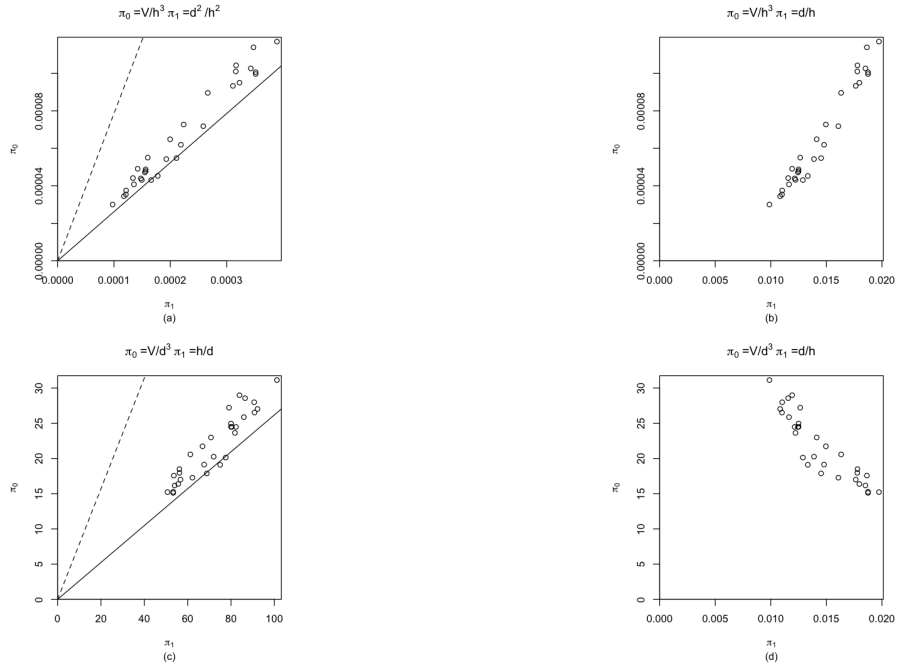 π₀ =V/h³ π₁ =d² /h²
π₀
0.00000 0.00004 0.00008
0.0000 0.0001 0.0002 0.0003
π₁
(a)
π₀ =V/h³ π₁ =d/h
π₀
0.00000 0.00004 0.00008
0.000 0.005 0.010 0.015 0.020
π₁
(b)
π₀ =V/d³ π₁ =h/d
π₀
0 5 10 15 20 25 30
0 20 40 60 80 100
π₁
(c)
π₀ =V/d³ π₁ =d/h
π₀
0 5 10 15 20 25 30
0.000 0.005 0.010 0.015 0.020
π₁
(d)